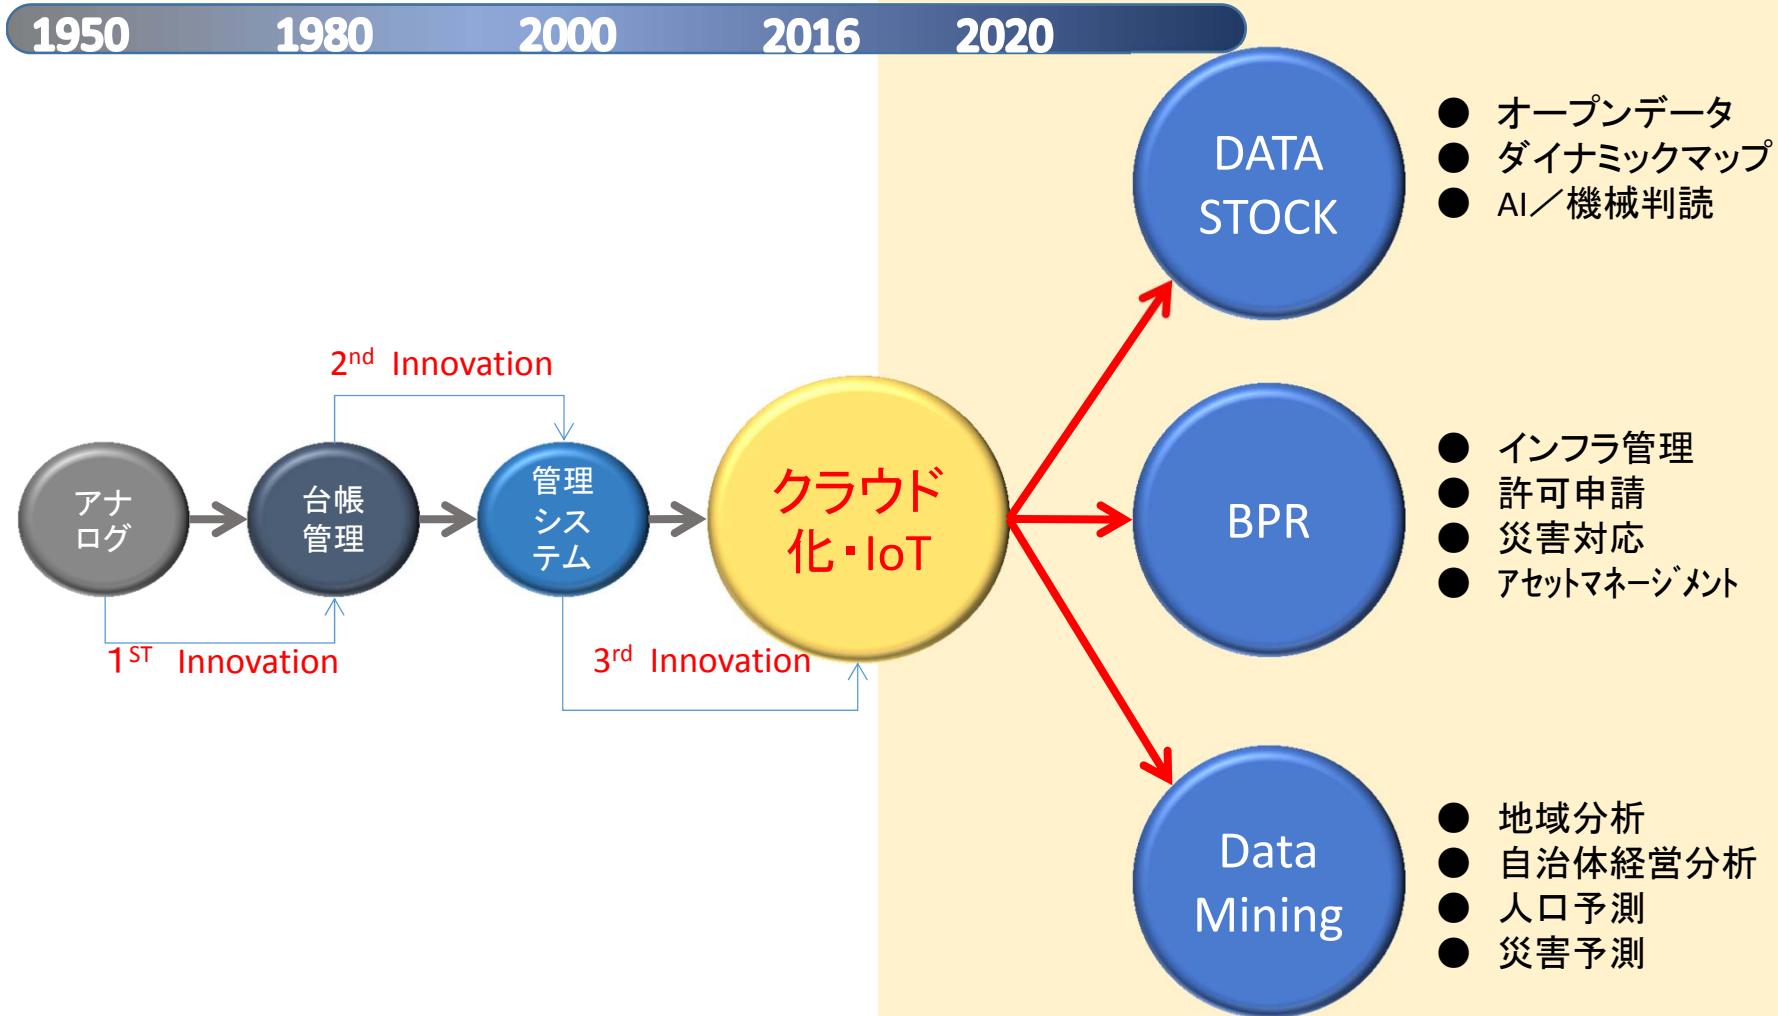 1950 1980 2000 2016 2020
DATA
STOCK
● オープンデータ
● ダイナミックマップ
● AI／機械判読
2nd Innovation
アナ
ログ
台帳
管理
管理
シス
テム
クラウド
化・IoT
1ST Innovation
3rd Innovation
BPR
● インフラ管理
● 許可申請
● 災害対応
● アセットマネージメント
Data
Mining
● 地域分析
● 自治体経営分析
● 人口予測
● 災害予測